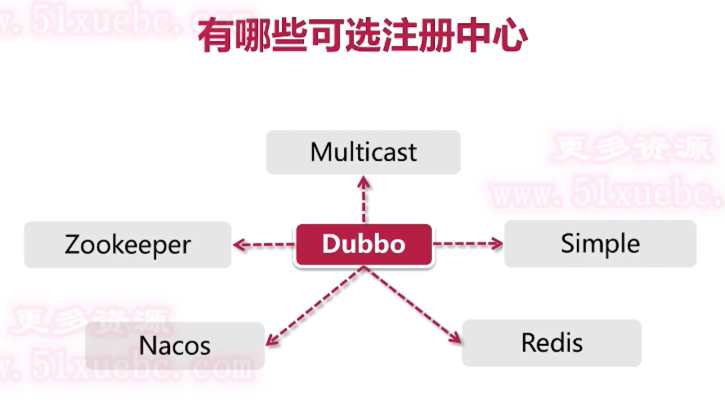 www.51xuebc.com
有哪些可选注册中心
Multicast
更多资源
www.51xuebc.
Zookeeper
Dubbo
Simple
更多资源
Nacos
Redis
www.51xuebc.com